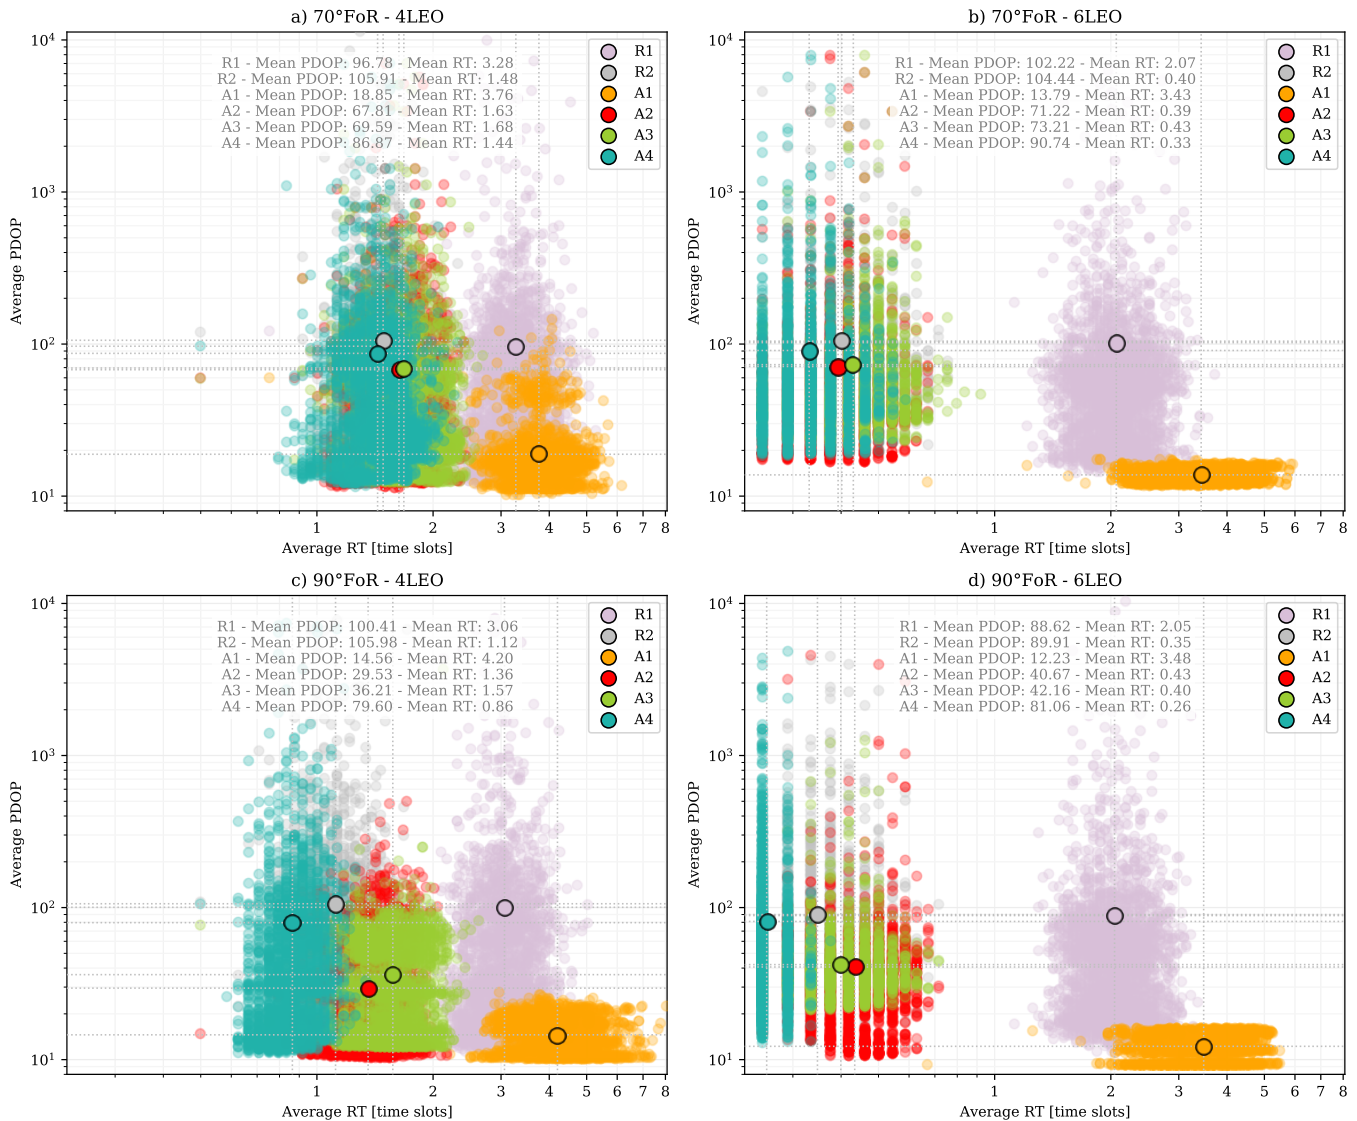 a) 70°FoR - 4LEO
R1 - Mean PDOP: 96.78 - Mean RT: 3.28
R2 - Mean PDOP: 105.91 - Mean RT: 1.48
A1 - Mean PDOP: 18.85 - Mean RT: 3.76
A2 - Mean PDOP: 67.81 - Mean RT: 1.63
A3 - Mean PDOP: 69.59 - Mean RT: 1.68
A4 - Mean PDOP: 86.87 - Mean RT: 1.44
R1
R2
A1
A2
A3
A4
10⁴
10³
10²
10¹
Average PDOP
1 2 3 4 5 6 7 8
Average RT [time slots]
b) 70°FoR - 6LEO
R1 - Mean PDOP: 102.22 - Mean RT: 2.07
R2 - Mean PDOP: 104.44 - Mean RT: 0.40
A1 - Mean PDOP: 13.79 - Mean RT: 3.43
A2 - Mean PDOP: 71.22 - Mean RT: 0.39
A3 - Mean PDOP: 73.21 - Mean RT: 0.43
A4 - Mean PDOP: 90.74 - Mean RT: 0.33
R1
R2
A1
A2
A3
A4
10⁴
10³
10²
10¹
Average PDOP
1 2 3 4 5 6 7 8
Average RT [time slots]
c) 90°FoR - 4LEO
R1 - Mean PDOP: 100.41 - Mean RT: 3.06
R2 - Mean PDOP: 105.98 - Mean RT: 1.12
A1 - Mean PDOP: 14.56 - Mean RT: 4.20
A2 - Mean PDOP: 29.53 - Mean RT: 1.36
A3 - Mean PDOP: 36.21 - Mean RT: 1.57
A4 - Mean PDOP: 79.60 - Mean RT: 0.86
R1
R2
A1
A2
A3
A4
10⁴
10³
10²
10¹
Average PDOP
1 2 3 4 5 6 7 8
Average RT [time slots]
d) 90°FoR - 6LEO
R1 - Mean PDOP: 88.62 - Mean RT: 2.05
R2 - Mean PDOP: 89.91 - Mean RT: 0.35
A1 - Mean PDOP: 12.23 - Mean RT: 3.48
A2 - Mean PDOP: 40.67 - Mean RT: 0.43
A3 - Mean PDOP: 42.16 - Mean RT: 0.40
A4 - Mean PDOP: 81.06 - Mean RT: 0.26
R1
R2
A1
A2
A3
A4
10⁴
10³
10²
10¹
Average PDOP
1 2 3 4 5 6 7 8
Average RT [time slots]